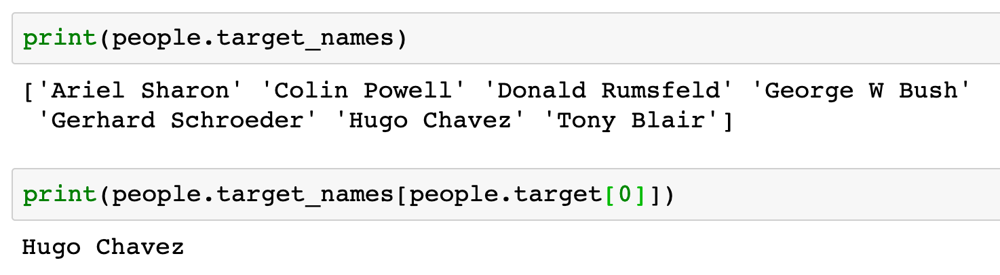 print(people.target_names)
['Ariel Sharon' 'Colin Powell' 'Donald Rumsfeld' 'George W Bush'
 'Gerhard Schroeder' 'Hugo Chavez' 'Tony Blair']
print(people.target_names[people.target[0]])
Hugo Chavez